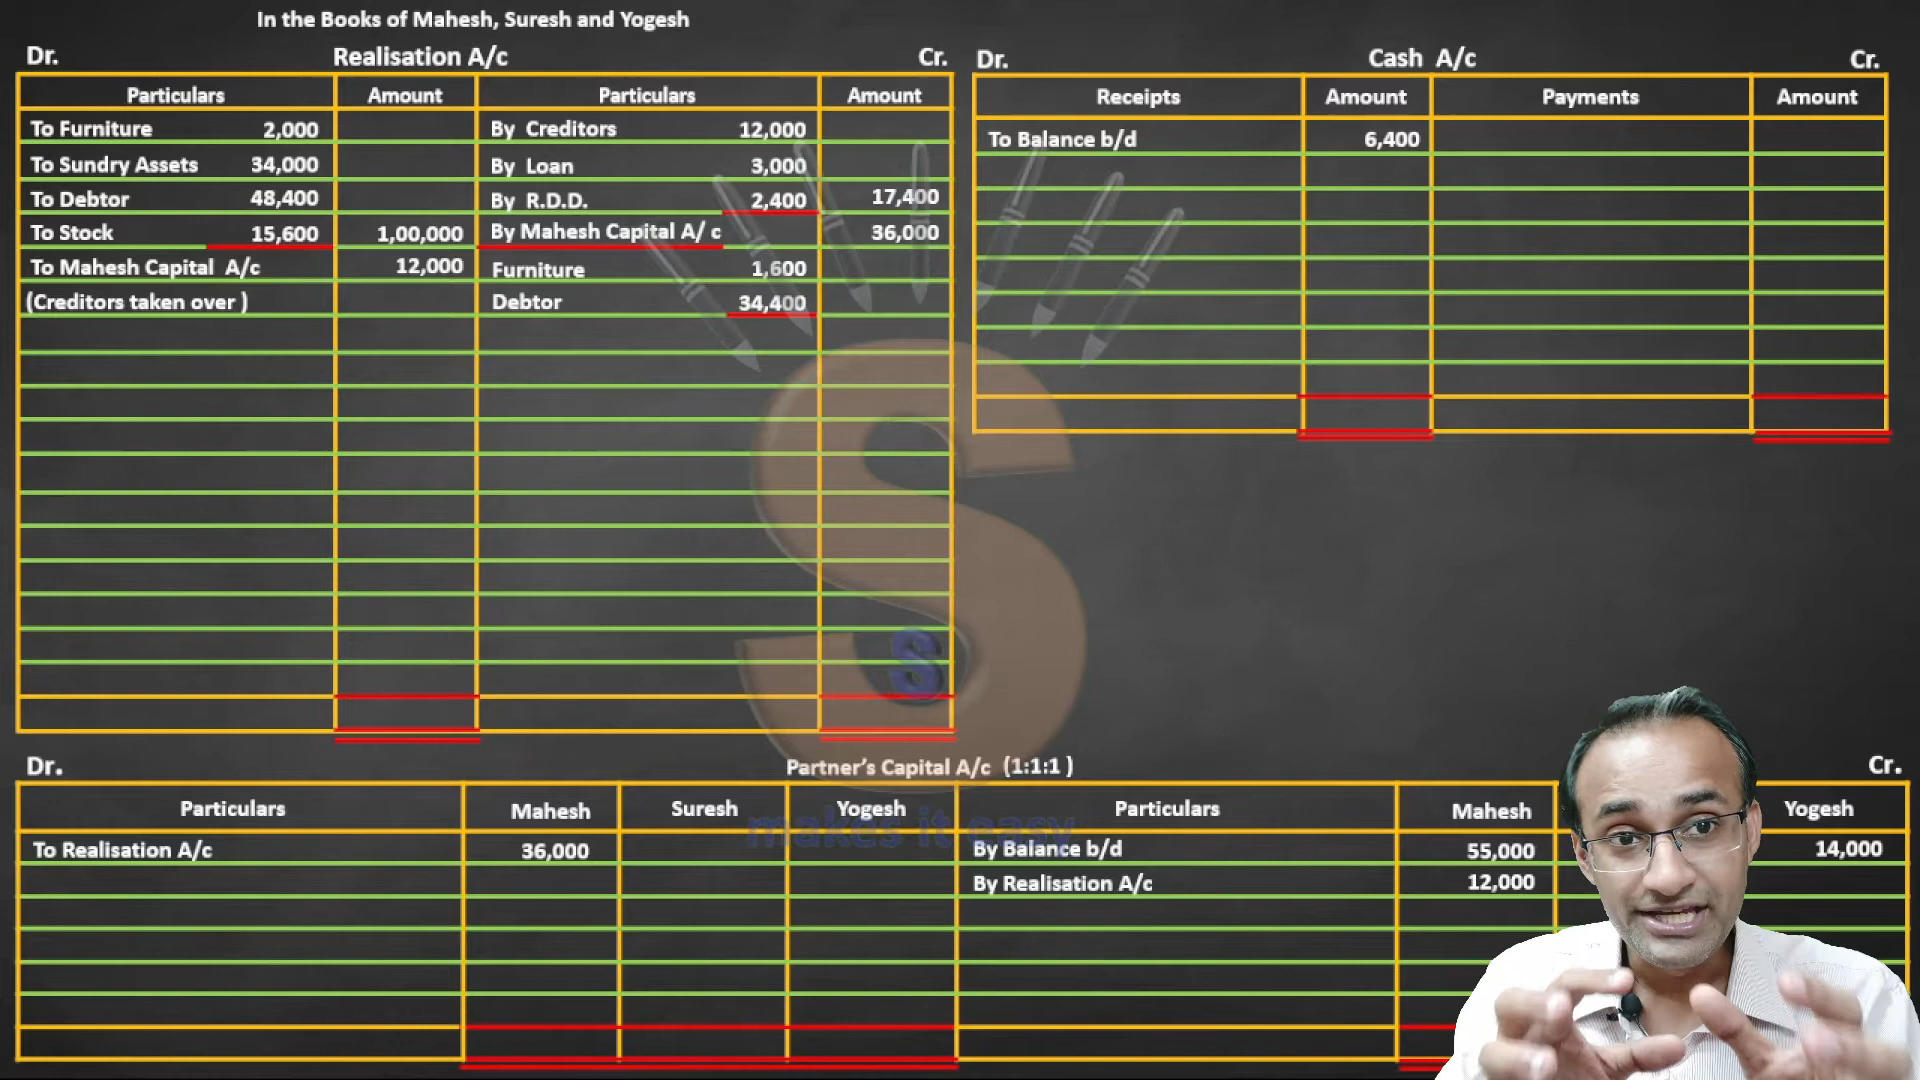 In the Books of Mahesh, Suresh and Yogesh
Dr. Realisation A/c Cr.
Particulars Amount Particulars Amount
To Furniture 2,000 By Creditors 12,000
To Sundry Assets 34,000 By Loan 3,000
To Debtor 48,400 By R.D.D. 2,400 17,400
To Stock 15,600 1,00,000 By Mahesh Capital A/ c 36,000
To Mahesh Capital A/c 12,000 Furniture 1,600
(Creditors taken over ) Debtor 34,400
Dr. Cash A/c Cr.
Receipts Amount Payments Amount
To Balance b/d 6,400
S
S
makes it easy
Dr. Partner's Capital A/c (1:1:1 ) Cr.
Particulars Mahesh Suresh Yogesh Particulars Mahesh Yogesh
To Realisation A/c 36,000 By Balance b/d 55,000 14,000
By Realisation A/c 12,000